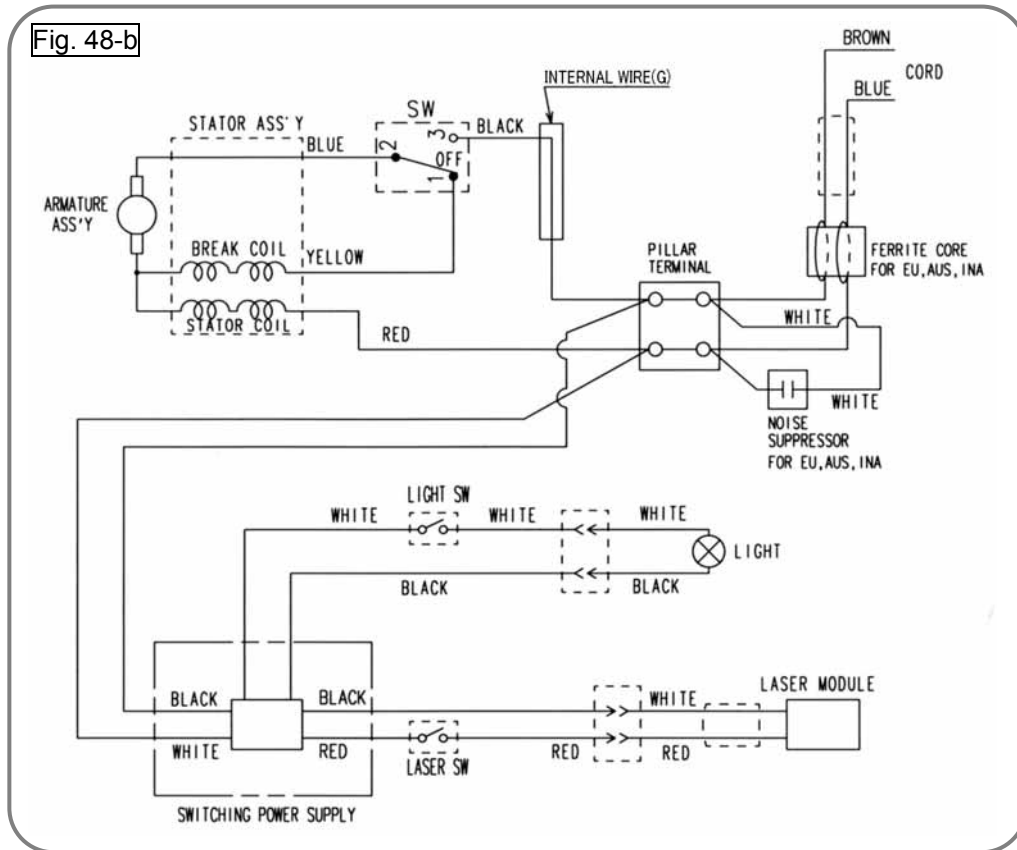 Fig. 48-b
BROWN
CORD
BLUE
INTERNAL WIRE(G)
SW
BLACK
STATOR ASS'Y
BLUE
2
3
OFF
1
ARMATURE
ASS'Y
BREAK COIL
YELLOW
STATOR COIL
RED
PILLAR
TERMINAL
FERRITE CORE
FOR EU,AUS,INA
WHITE
WHITE
NOISE
SUPPRESSOR
FOR EU,AUS,INA
LIGHT SW
WHITE
WHITE
WHITE
LIGHT
BLACK
BLACK
BLACK
BLACK
WHITE
LASER MODULE
WHITE
RED
LASER SW
RED
RED
SWITCHING POWER SUPPLY